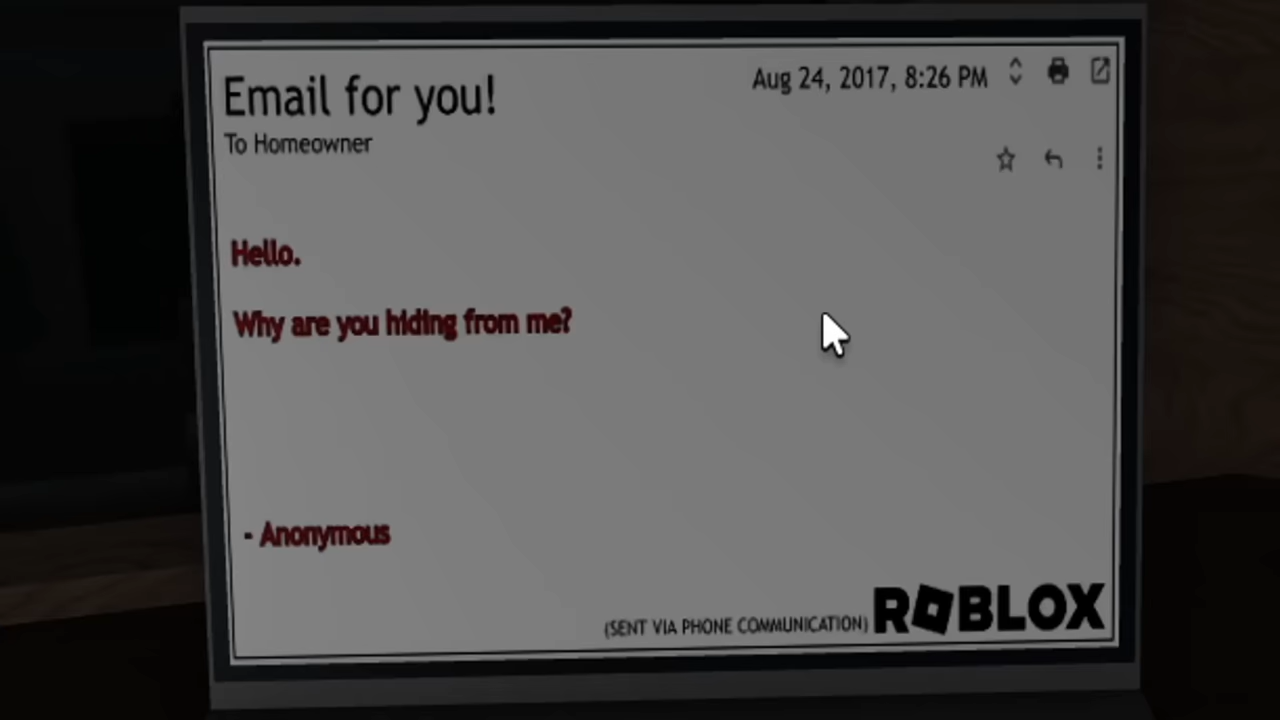 Email for you!
Aug 24, 2017, 8:26 PM
To Homeowner
Hello.
Why are you hiding from me?
- Anonymous
(SENT VIA PHONE COMMUNICATION) ROBLOX